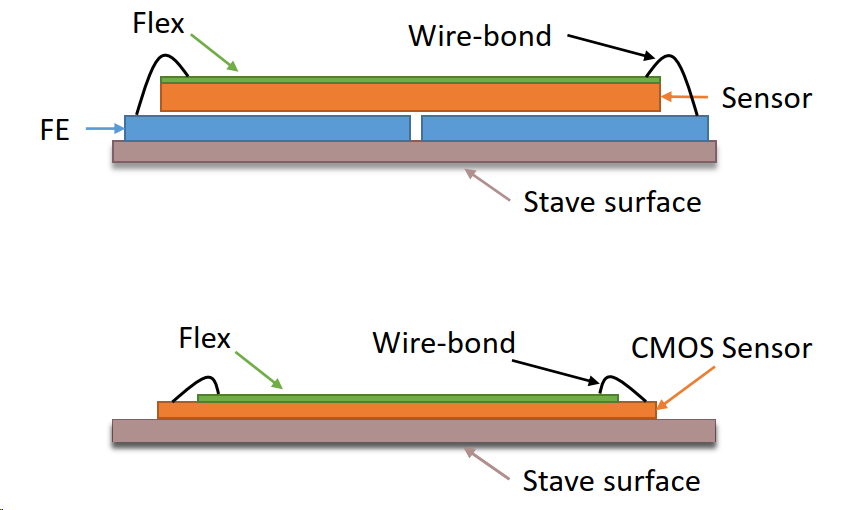 Flex
Wire-bond
Sensor
FE
Stave surface
Flex
Wire-bond
CMOS Sensor
Stave surface